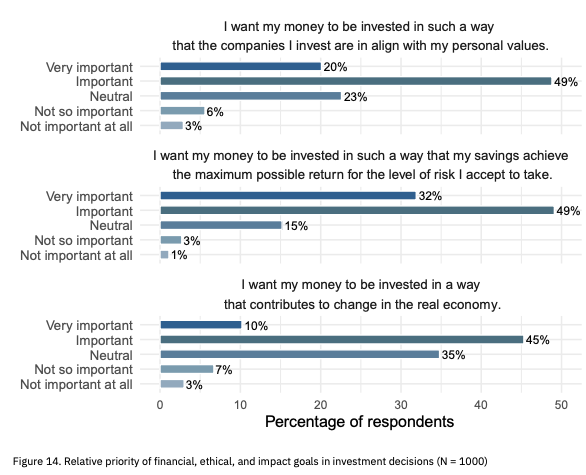 I want my money to be invested in such a way
that the companies I invest are in align with my personal values.
Very important 20%
Important 49%
Neutral 23%
Not so important 6%
Not important at all 3%
I want my money to be invested in such a way that my savings achieve
the maximum possible return for the level of risk I accept to take.
Very important 32%
Important 49%
Neutral 15%
Not so important 3%
Not important at all 1%
I want my money to be invested in a way
that contributes to change in the real economy.
Very important 10%
Important 45%
Neutral 35%
Not so important 7%
Not important at all 3%
0 10 20 30 40 50
Percentage of respondents
Figure 14. Relative priority of financial, ethical, and impact goals in investment decisions (N = 1000)